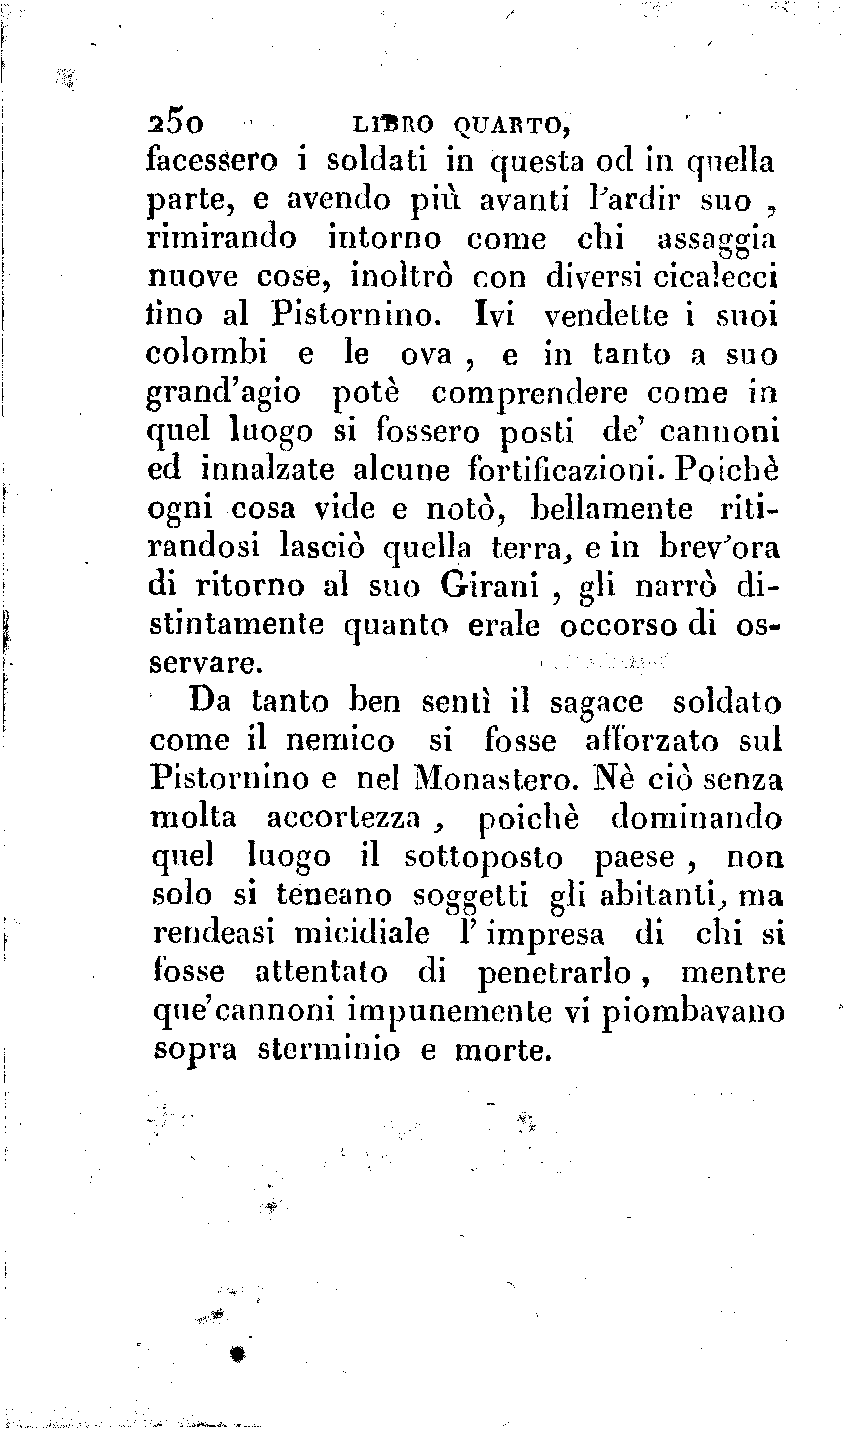 250 LIBRO QUARTO,
facessero i soldati in questa od in quella
parte, e avendo più avanti l'ardir suo ,
rimirando intorno come chi assaggia
nuove cose, inoltrò con diversi cicalecci
fino al Pistornino. Ivi vendette i suoi
colombi e le ova , e in tanto a suo
grand'agio potè comprendere come in
quel luogo si fossero posti de' cannoni
ed innalzate alcune fortificazioni. Poichè
ogni cosa vide e notò, bellamente riti-
randosi lasciò quella terra, e in brev'ora
di ritorno al suo Girani , gli narrò di-
stintamente quanto erale occorso di os-
servare.
Da tanto ben sentì il sagace soldato
come il nemico si fosse afforzato sul
Pistornino e nel Monastero. Nè ciò senza
molta accortezza , poichè dominando
quel luogo il sottoposto paese , non
solo si teneano soggetti gli abitanti, ma
rendeasi micidiale l' impresa di chi si
fosse attentato di penetrarlo , mentre
que'cannoni impunemente vi piombavano
sopra sterminio e morte.